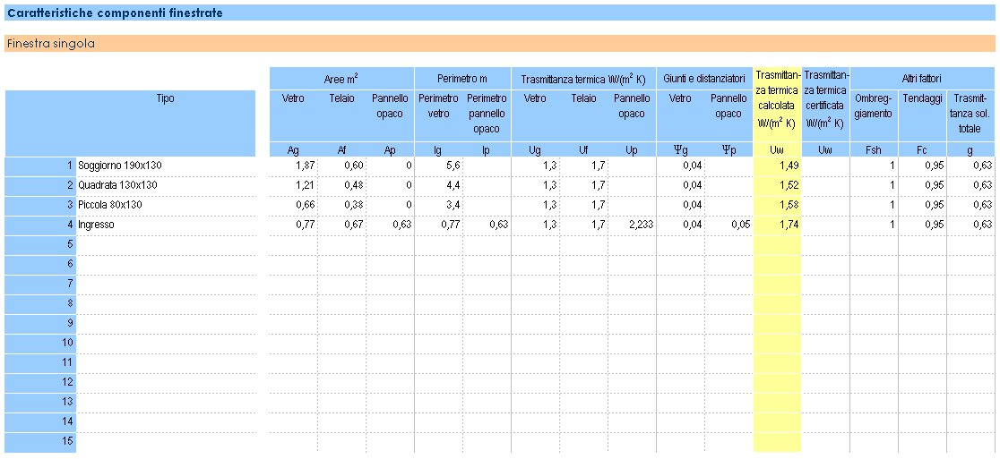 Caratteristiche componenti finestrate
Finestra singola
Aree m² Perimetro m Trasmittanza termica W/(m² K) Giunti e distanziatori Trasmittan-za termica calcolata W/(m² K) Trasmittan-za termica certificata W/(m² K) Altri fattori
Tipo Vetro Telaio Pannello opaco Perimetro vetro Perimetro pannello opaco Vetro Telaio Pannello opaco Vetro Pannello opaco Ombreg-giamento Tendaggi Trasmit-tanza sol. totale
Ag Af Ap Ig Ip Ug Uf Up Ψg Ψp Uw Uw Fsh Fc g
1 Soggiorno 190x130 1,87 0,60 0 5,6 1,3 1,7 0,04 1,49 1 0,95 0,63
2 Quadrata 130x130 1,21 0,48 0 4,4 1,3 1,7 0,04 1,52 1 0,95 0,63
3 Piccola 80x130 0,66 0,38 0 3,4 1,3 1,7 0,04 1,58 1 0,95 0,63
4 Ingresso 0,77 0,67 0,63 0,77 0,63 1,3 1,7 2,233 0,04 0,05 1,74 1 0,95 0,63
5
6
7
8
9
10
11
12
13
14
15